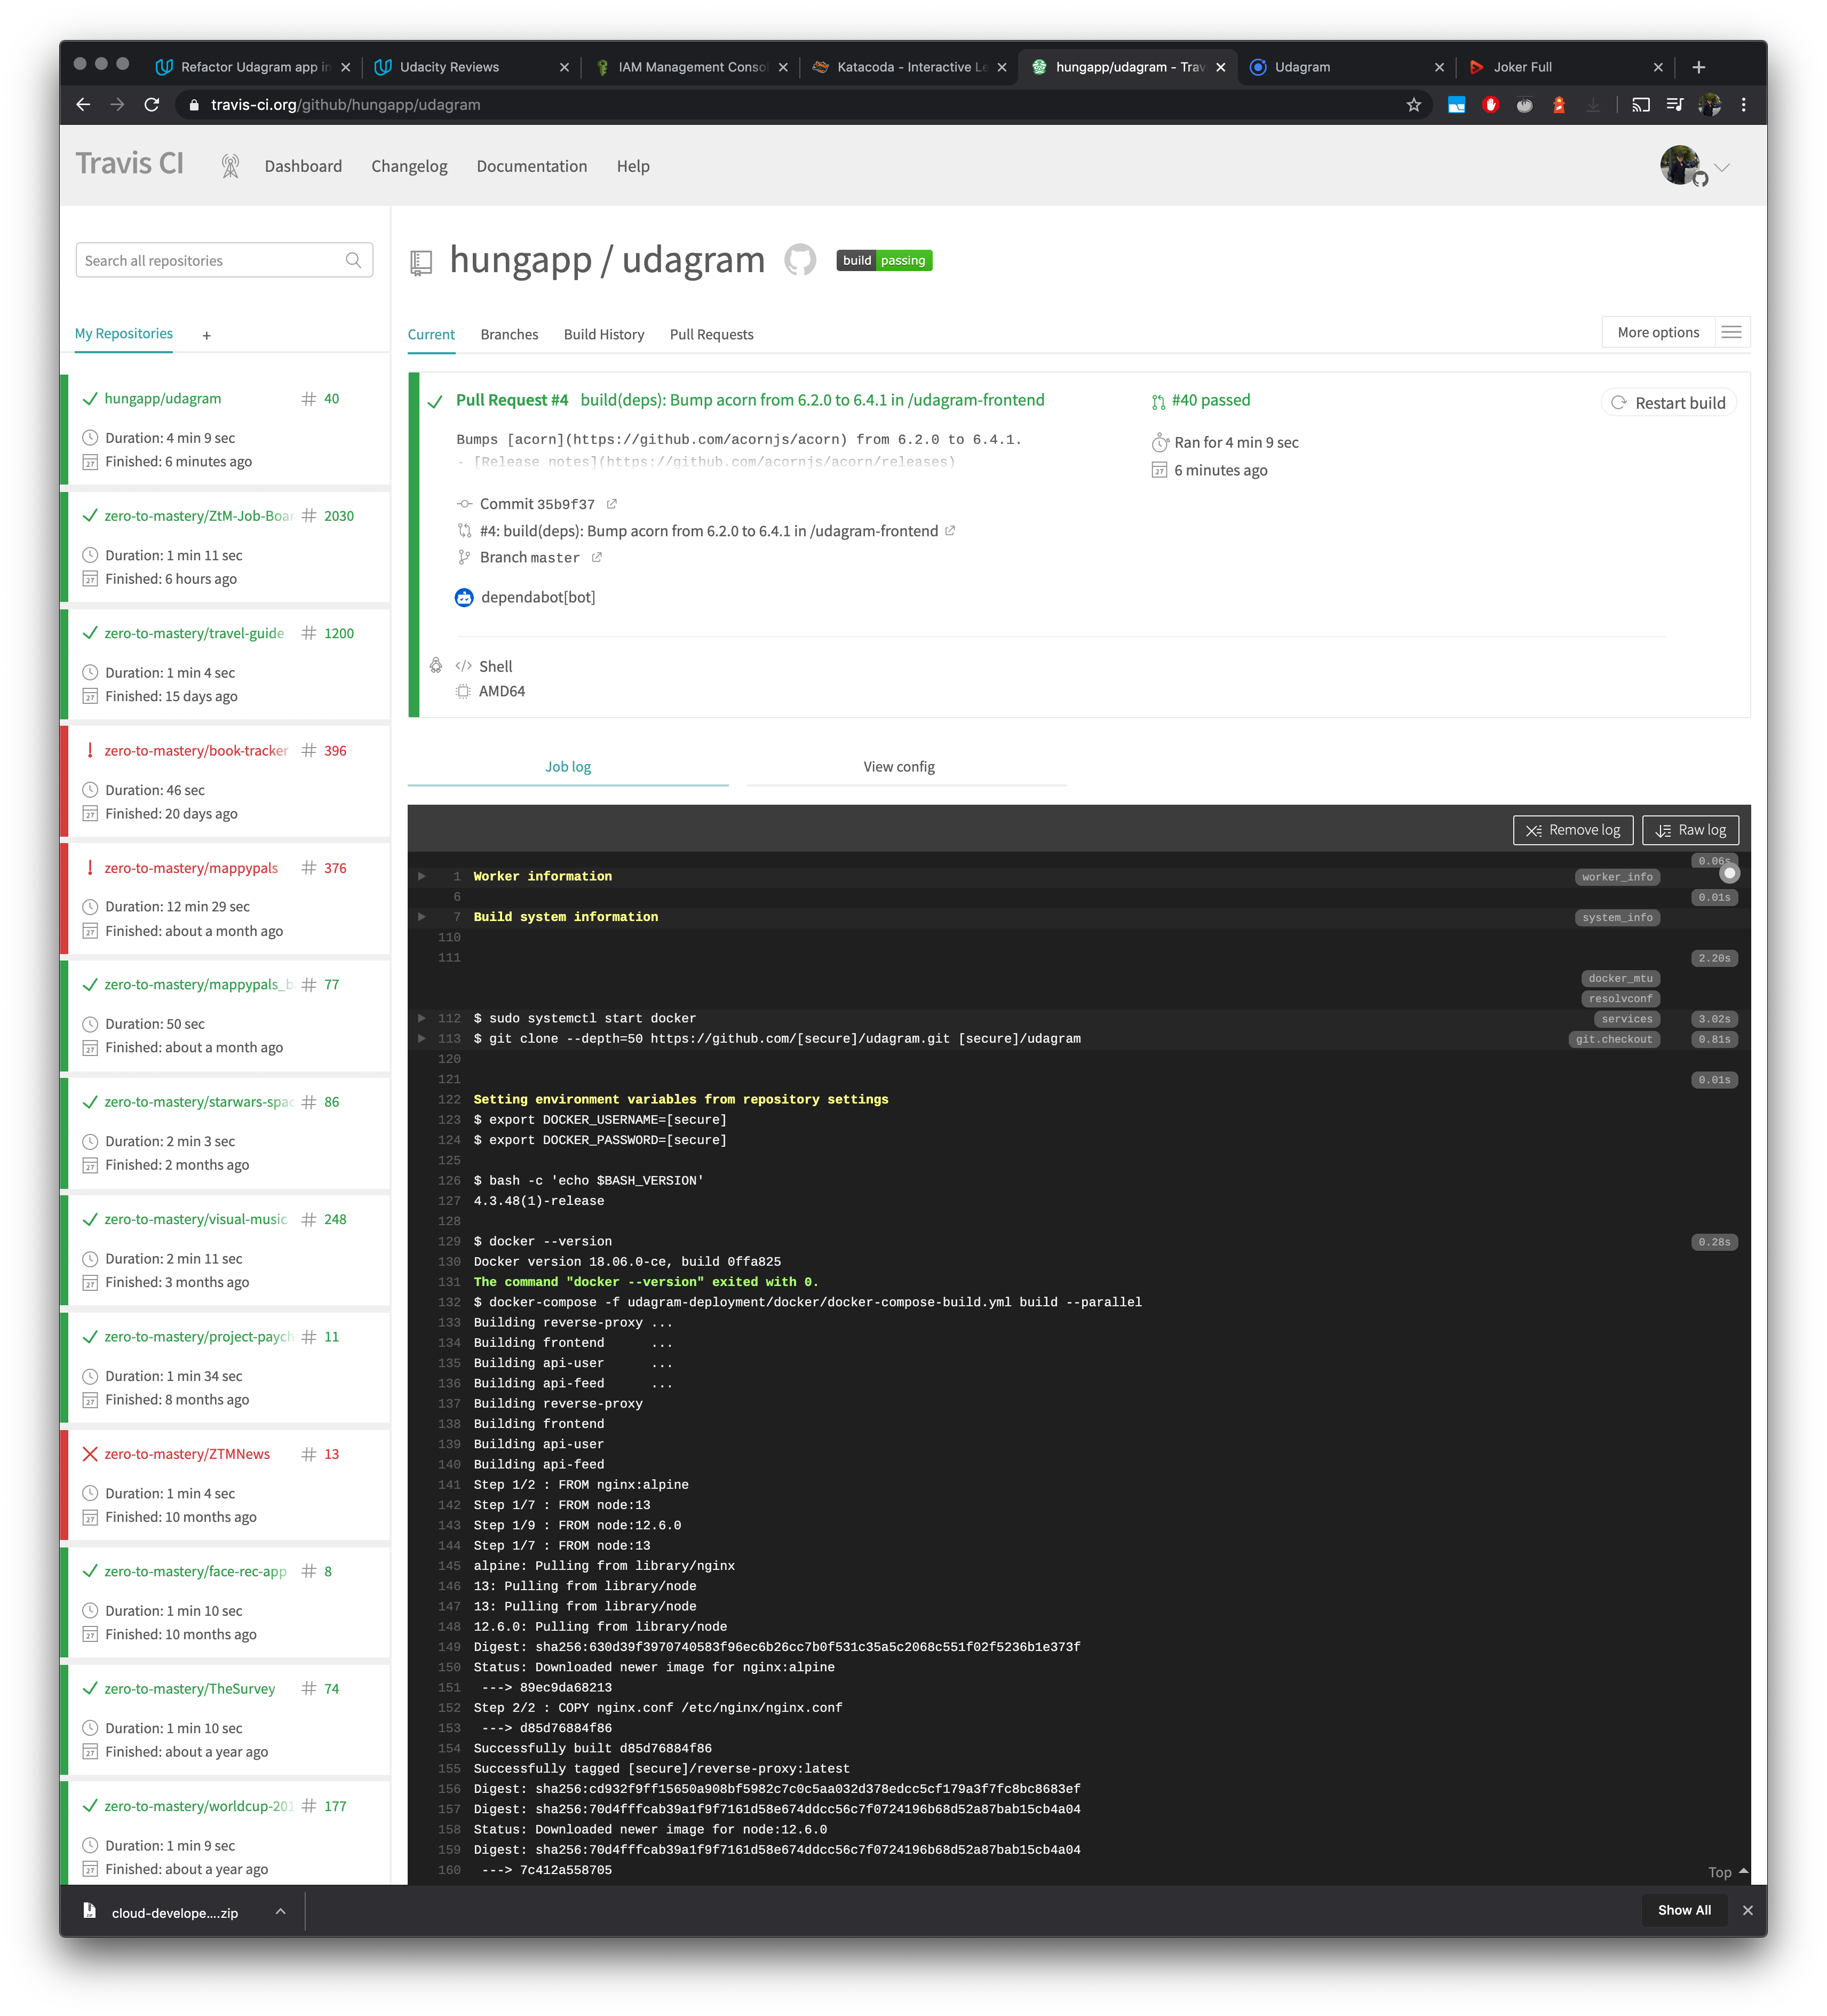 Refactor Udagram app in
Udacity Reviews
IAM Management Consol
Katacoda - Interactive Le
hungapp/udagram - Trav
Udagram
Joker Full
travis-ci.org/github/hungapp/udagram
Travis CI
Dashboard
Changelog
Documentation
Help
Search all repositories
My Repositories +
hungapp/udagram # 40
Duration: 4 min 9 sec
Finished: 6 minutes ago
zero-to-mastery/ZtM-Job-Boar # 2030
Duration: 1 min 11 sec
Finished: 6 hours ago
zero-to-mastery/travel-guide # 1200
Duration: 1 min 4 sec
Finished: 15 days ago
zero-to-mastery/book-tracker # 396
Duration: 46 sec
Finished: 20 days ago
zero-to-mastery/mappypals # 376
Duration: 12 min 29 sec
Finished: about a month ago
zero-to-mastery/mappypals_b # 77
Duration: 50 sec
Finished: about a month ago
zero-to-mastery/starwars-spac # 86
Duration: 2 min 3 sec
Finished: 2 months ago
zero-to-mastery/visual-music # 248
Duration: 2 min 11 sec
Finished: 3 months ago
zero-to-mastery/project-paych # 11
Duration: 1 min 34 sec
Finished: 8 months ago
zero-to-mastery/ZTMNews # 13
Duration: 1 min 4 sec
Finished: 10 months ago
zero-to-mastery/face-rec-app # 8
Duration: 1 min 10 sec
Finished: 10 months ago
zero-to-mastery/TheSurvey # 74
Duration: 1 min 10 sec
Finished: about a year ago
zero-to-mastery/worldcup-201 # 177
Duration: 1 min 9 sec
Finished: about a year ago
hungapp / udagram build passing
Current Branches Build History Pull Requests
More options
Pull Request #4 build(deps): Bump acorn from 6.2.0 to 6.4.1 in /udagram-frontend
Bumps [acorn](https://github.com/acornjs/acorn) from 6.2.0 to 6.4.1.
- [Release notes](https://github.com/acornjs/acorn/releases)
Commit 35b9f37
#4: build(deps): Bump acorn from 6.2.0 to 6.4.1 in /udagram-frontend
Branch master
dependabot[bot]
#40 passed
Ran for 4 min 9 sec
6 minutes ago
Restart build
Shell
AMD64
Job log
View config
Remove log
Raw log
0.06s
1 Worker information worker_info
6 0.01s
7 Build system information system_info
110
111 2.20s
docker_mtu
resolvconf
112 $ sudo systemctl start docker services 3.02s
113 $ git clone --depth=50 https://github.com/[secure]/udagram.git [secure]/udagram git.checkout 0.81s
120
121 0.01s
122 Setting environment variables from repository settings
123 $ export DOCKER_USERNAME=[secure]
124 $ export DOCKER_PASSWORD=[secure]
125
126 $ bash -c 'echo $BASH_VERSION'
127 4.3.48(1)-release
128
129 $ docker --version 0.28s
130 Docker version 18.06.0-ce, build 0ffa825
131 The command "docker --version" exited with 0.
132 $ docker-compose -f udagram-deployment/docker/docker-compose-build.yml build --parallel
133 Building reverse-proxy ...
134 Building frontend ...
135 Building api-user ...
136 Building api-feed ...
137 Building reverse-proxy
138 Building frontend
139 Building api-user
140 Building api-feed
141 Step 1/2 : FROM nginx:alpine
142 Step 1/7 : FROM node:13
143 Step 1/9 : FROM node:12.6.0
144 Step 1/7 : FROM node:13
145 alpine: Pulling from library/nginx
146 13: Pulling from library/node
147 13: Pulling from library/node
148 12.6.0: Pulling from library/node
149 Digest: sha256:630d39f3970740583f96ec6b26cc7b0f531c35a5c2068c551f02f5236b1e373f
150 Status: Downloaded newer image for nginx:alpine
151 ---> 89ec9da68213
152 Step 2/2 : COPY nginx.conf /etc/nginx/nginx.conf
153 ---> d85d76884f86
154 Successfully built d85d76884f86
155 Successfully tagged [secure]/reverse-proxy:latest
156 Digest: sha256:cd932f9ff15650a908bf5982c7c0c5aa032d378edcc5cf179a3f7fc8bc8683ef
157 Digest: sha256:70d4fffcab39a1f9f7161d58e674ddcc56c7f0724196b68d52a87bab15cb4a04
158 Status: Downloaded newer image for node:12.6.0
159 Digest: sha256:70d4fffcab39a1f9f7161d58e674ddcc56c7f0724196b68d52a87bab15cb4a04
160 ---> 7c412a558705
Top
cloud-develope....zip
Show All